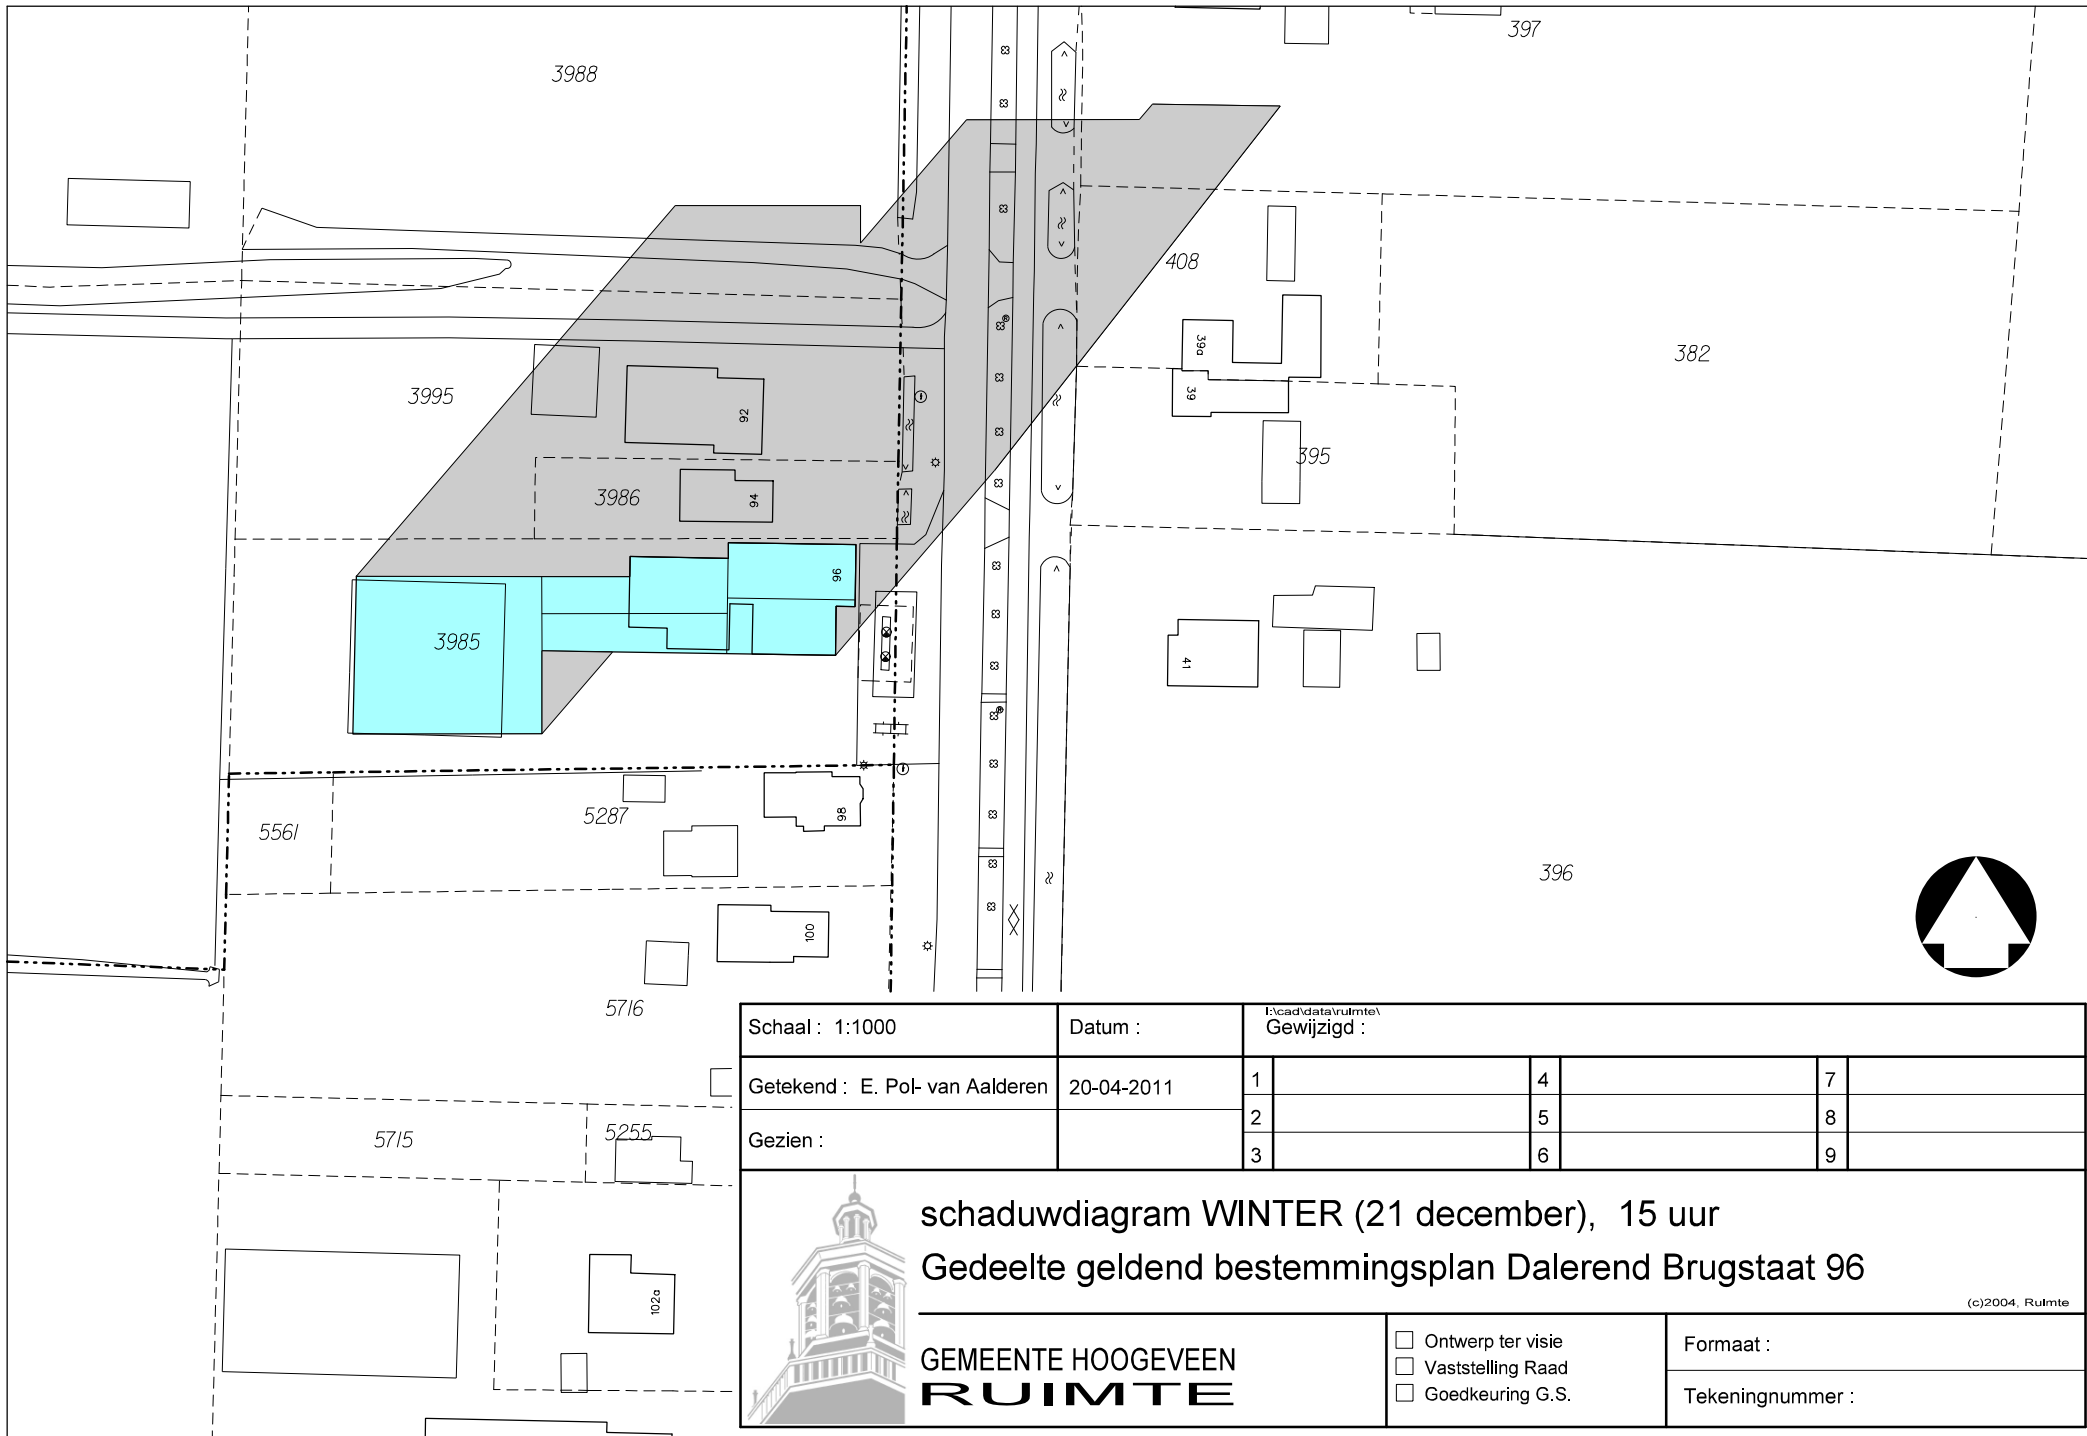 397
3988
408
39a
382
39
3995
92
395
3986
94
96
3985
41
98
5287
5561
396
100
5716
5715
5255
102a
Schaal : 1:1000
Datum :
I:\cad\data\ruimte\
Gewijzigd :
Getekend : E. Pol- van Aalderen
20-04-2011
1
4
7
2
5
8
Gezien :
3
6
9
schaduwdiagram WINTER (21 december), 15 uur
Gedeelte geldend bestemmingsplan Dalerend Brugstaat 96
(c)2004, Ruimte
GEMEENTE HOOGEVEEN
RUIMTE
Ontwerp ter visie
Vaststelling Raad
Goedkeuring G.S.
Formaat :
Tekeningnummer :